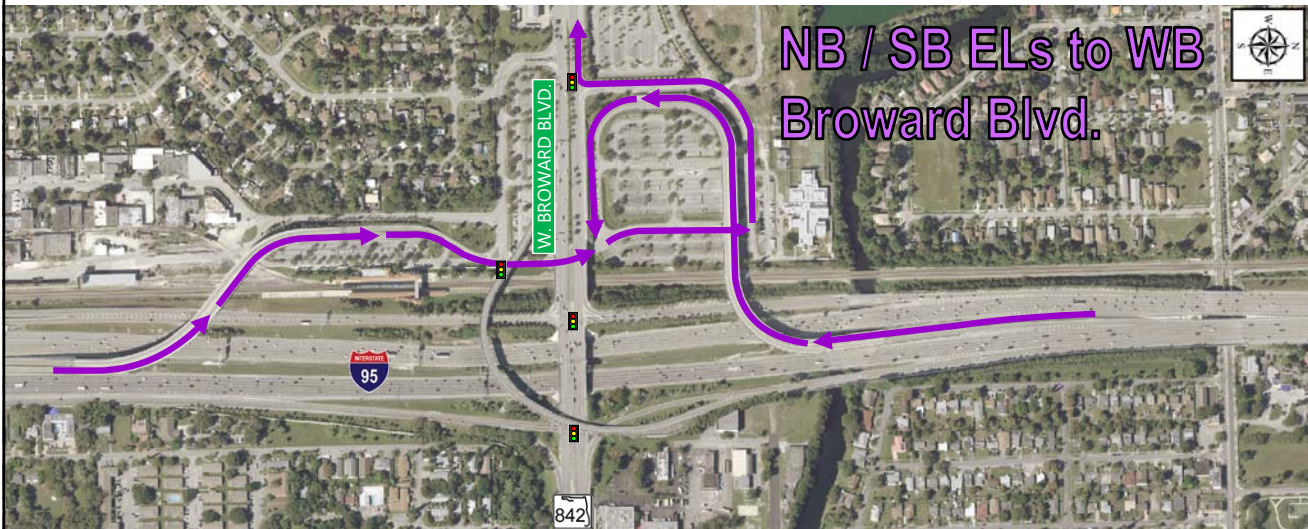 NB / SB ELs to WB
Broward Blvd.
W. BROWARD BLVD.
INTERSTATE
95
842
W
N
S
E